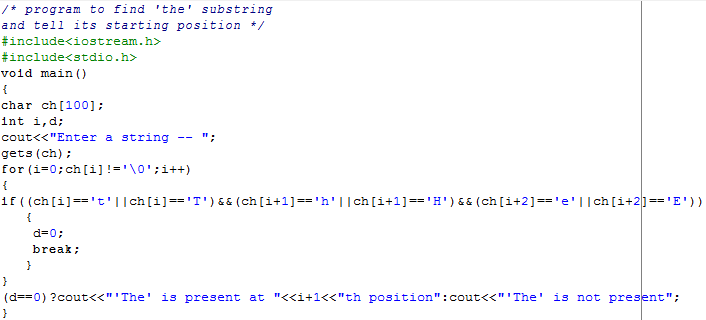 /* program to find 'the' substring
and tell its starting position */
#include<iostream.h>
#include<stdio.h>
void main()
{
char ch[100];
int i,d;
cout<<"Enter a string -- ";
gets(ch);
for(i=0;ch[i]!='\0';i++)
{
if((ch[i]=='t'||ch[i]=='T')&&(ch[i+1]=='h'||ch[i+1]=='H')&&(ch[i+2]=='e'||ch[i+2]=='E'))
{
d=0;
break;
}
}
(d==0)?cout<<"'The' is present at "<<i+1<<"th position":cout<<"'The' is not present";
}